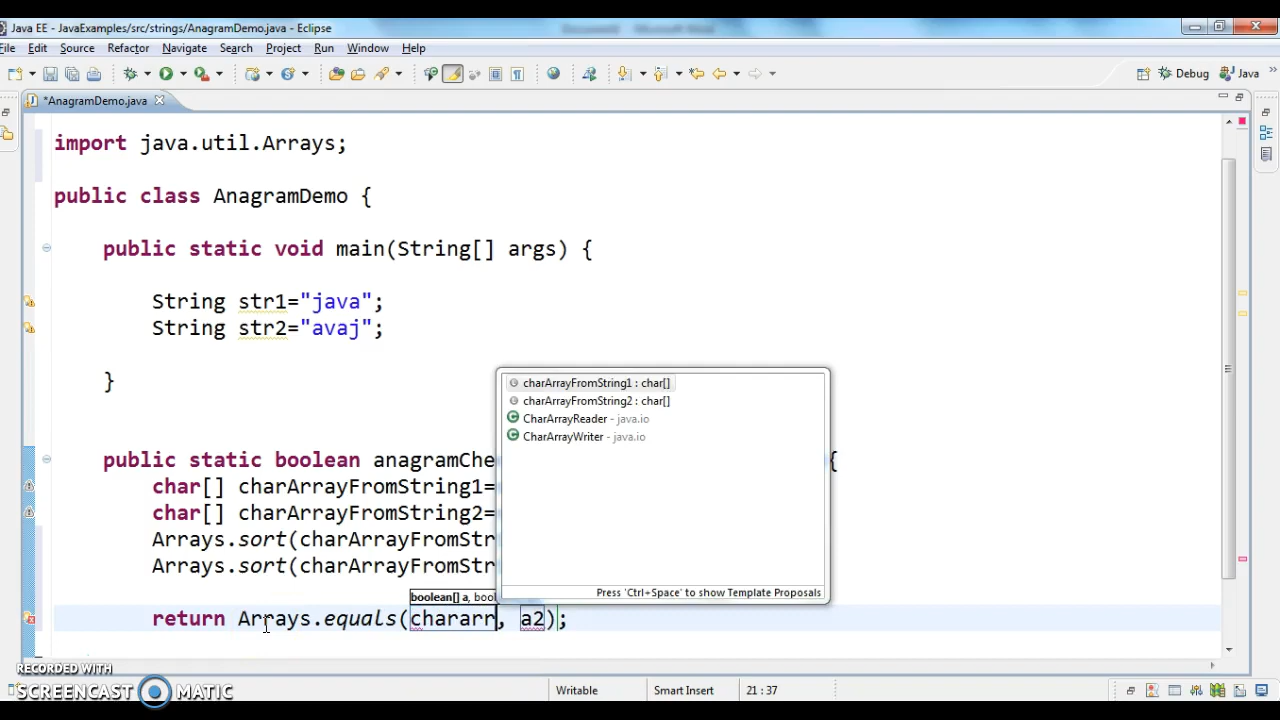 Java EE - JavaExamples/src/strings/AnagramDemo.java - Eclipse
File Edit Source Refactor Navigate Search Project Run Window Help
Debug Java
*AnagramDemo.java
import java.util.Arrays;
public class AnagramDemo {
public static void main(String[] args) {
String str1="java";
String str2="avaj";
}
charArrayFromString1 : char[]
charArrayFromString2 : char[]
CharArrayReader - java.io
CharArrayWriter - java.io
public static boolean anagramChe {
char[] charArrayFromString1=
char[] charArrayFromString2=
Arrays.sort(charArrayFromStr
Arrays.sort(charArrayFromStr
Press 'Ctrl+Space' to show Template Proposals
boolean[] a, bool
return Arrays.equals(chararr, a2);
RECORDED WITH
SCREENCAST MATIC
Writable Smart Insert 21 : 37